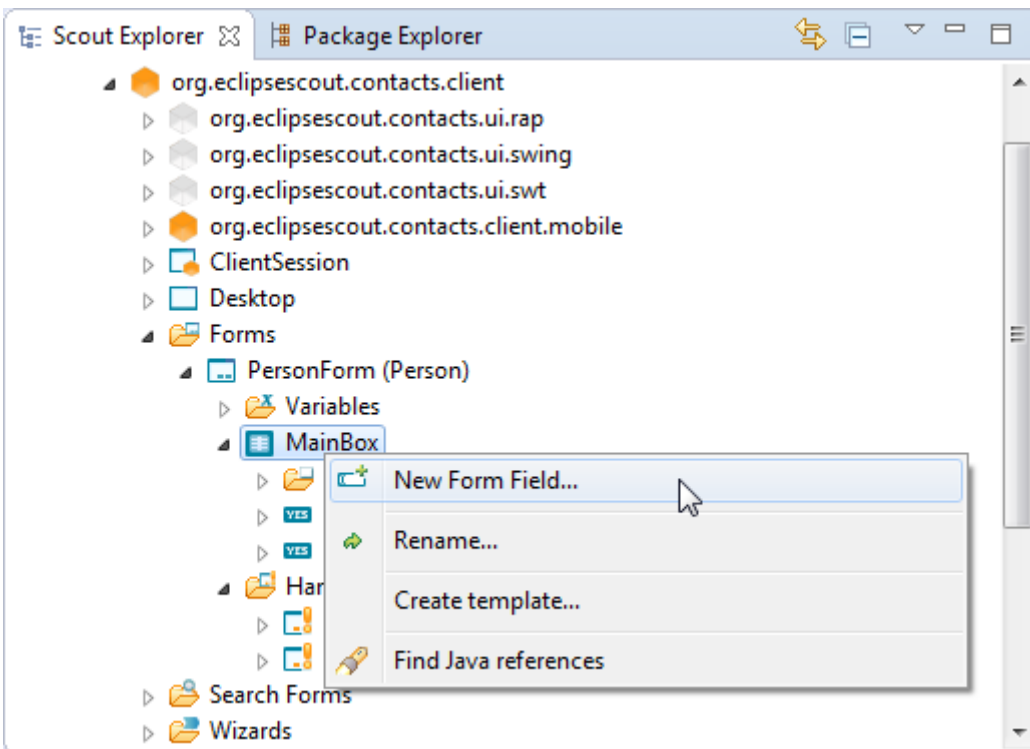 Scout Explorer Package Explorer
org.eclipsescout.contacts.client
org.eclipsescout.contacts.ui.rap
org.eclipsescout.contacts.ui.swing
org.eclipsescout.contacts.ui.swt
org.eclipsescout.contacts.client.mobile
ClientSession
Desktop
Forms
PersonForm (Person)
Variables
MainBox
New Form Field...
YES
Rename...
YES
Har
Create template...
Find Java references
Search Forms
Wizards